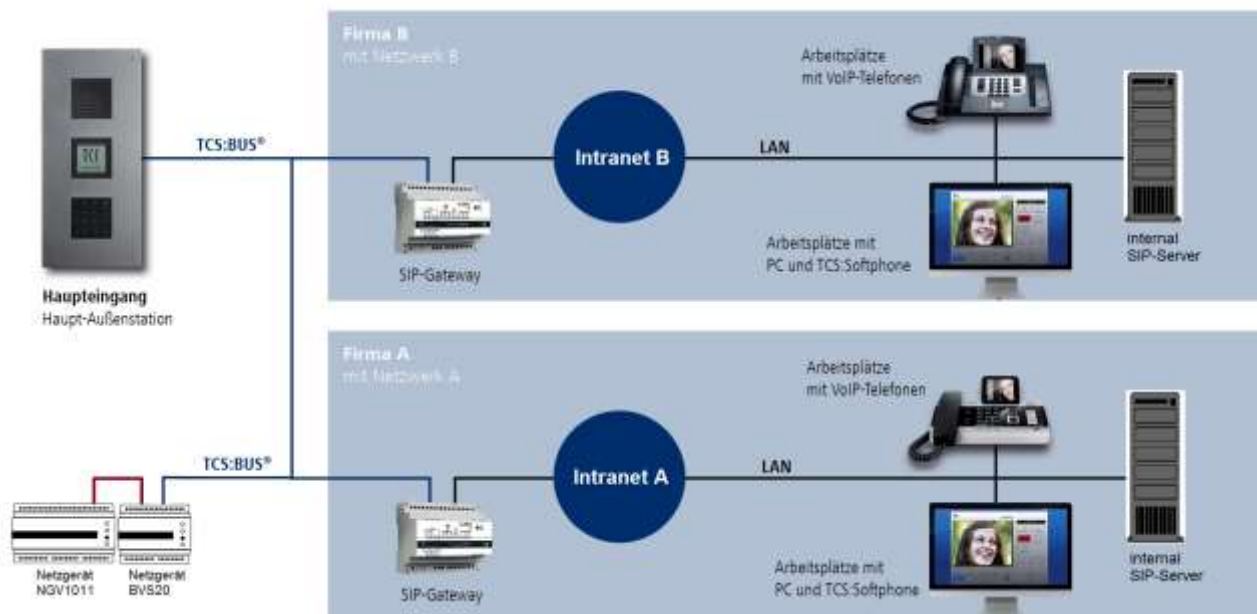 Firma B
mit Netzwerk B
Arbeitsplätze
mit VoIP-Telefonen
TCS:BUS®
Intranet B
LAN
SIP-Gateway
Arbeitsplätze mit
PC und TCS:Softphone
internal
SIP-Server
TCS
Haupteingang
Haupt-Außenstation
Firma A
mit Netzwerk A
Arbeitsplätze
mit VoIP-Telefonen
TCS:BUS®
Intranet A
LAN
Netzgerät
NGV1011
Netzgerät
BVS20
SIP-Gateway
Arbeitsplätze mit
PC und TCS:Softphone
internal
SIP-Server